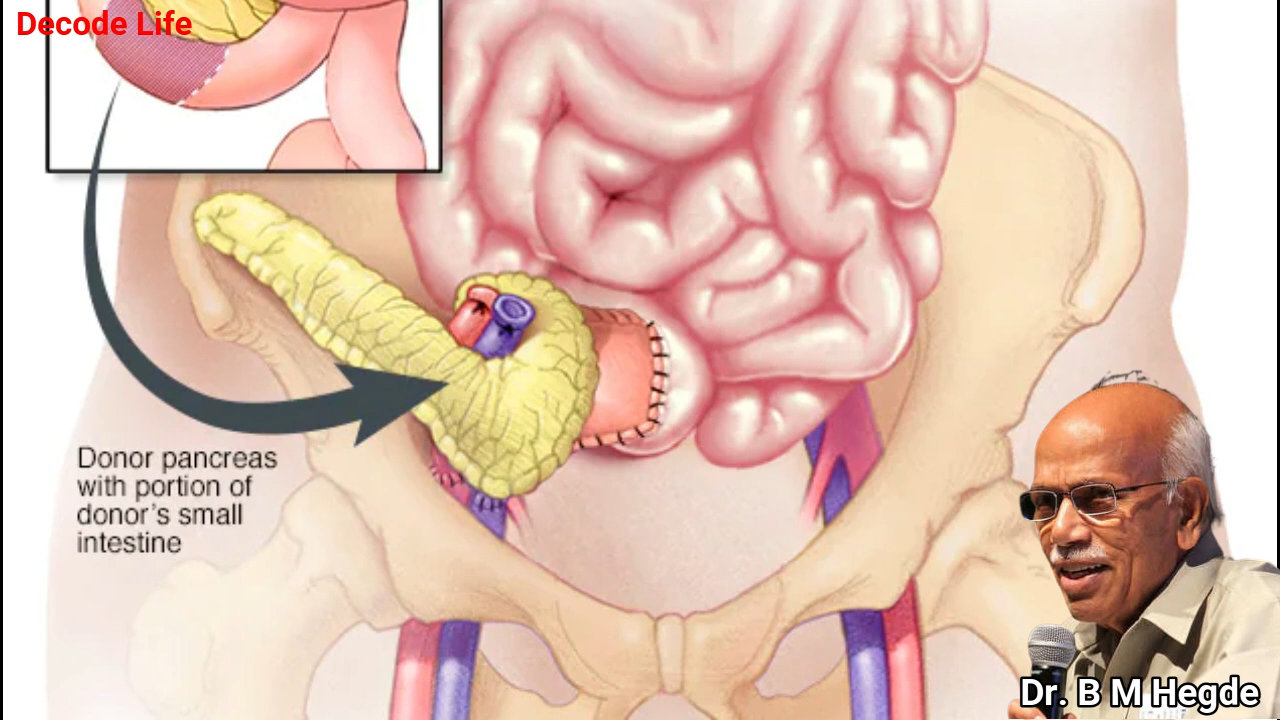 Decode Life
Donor pancreas
with portion of
donor's small
intestine
Dr. B M Hegde